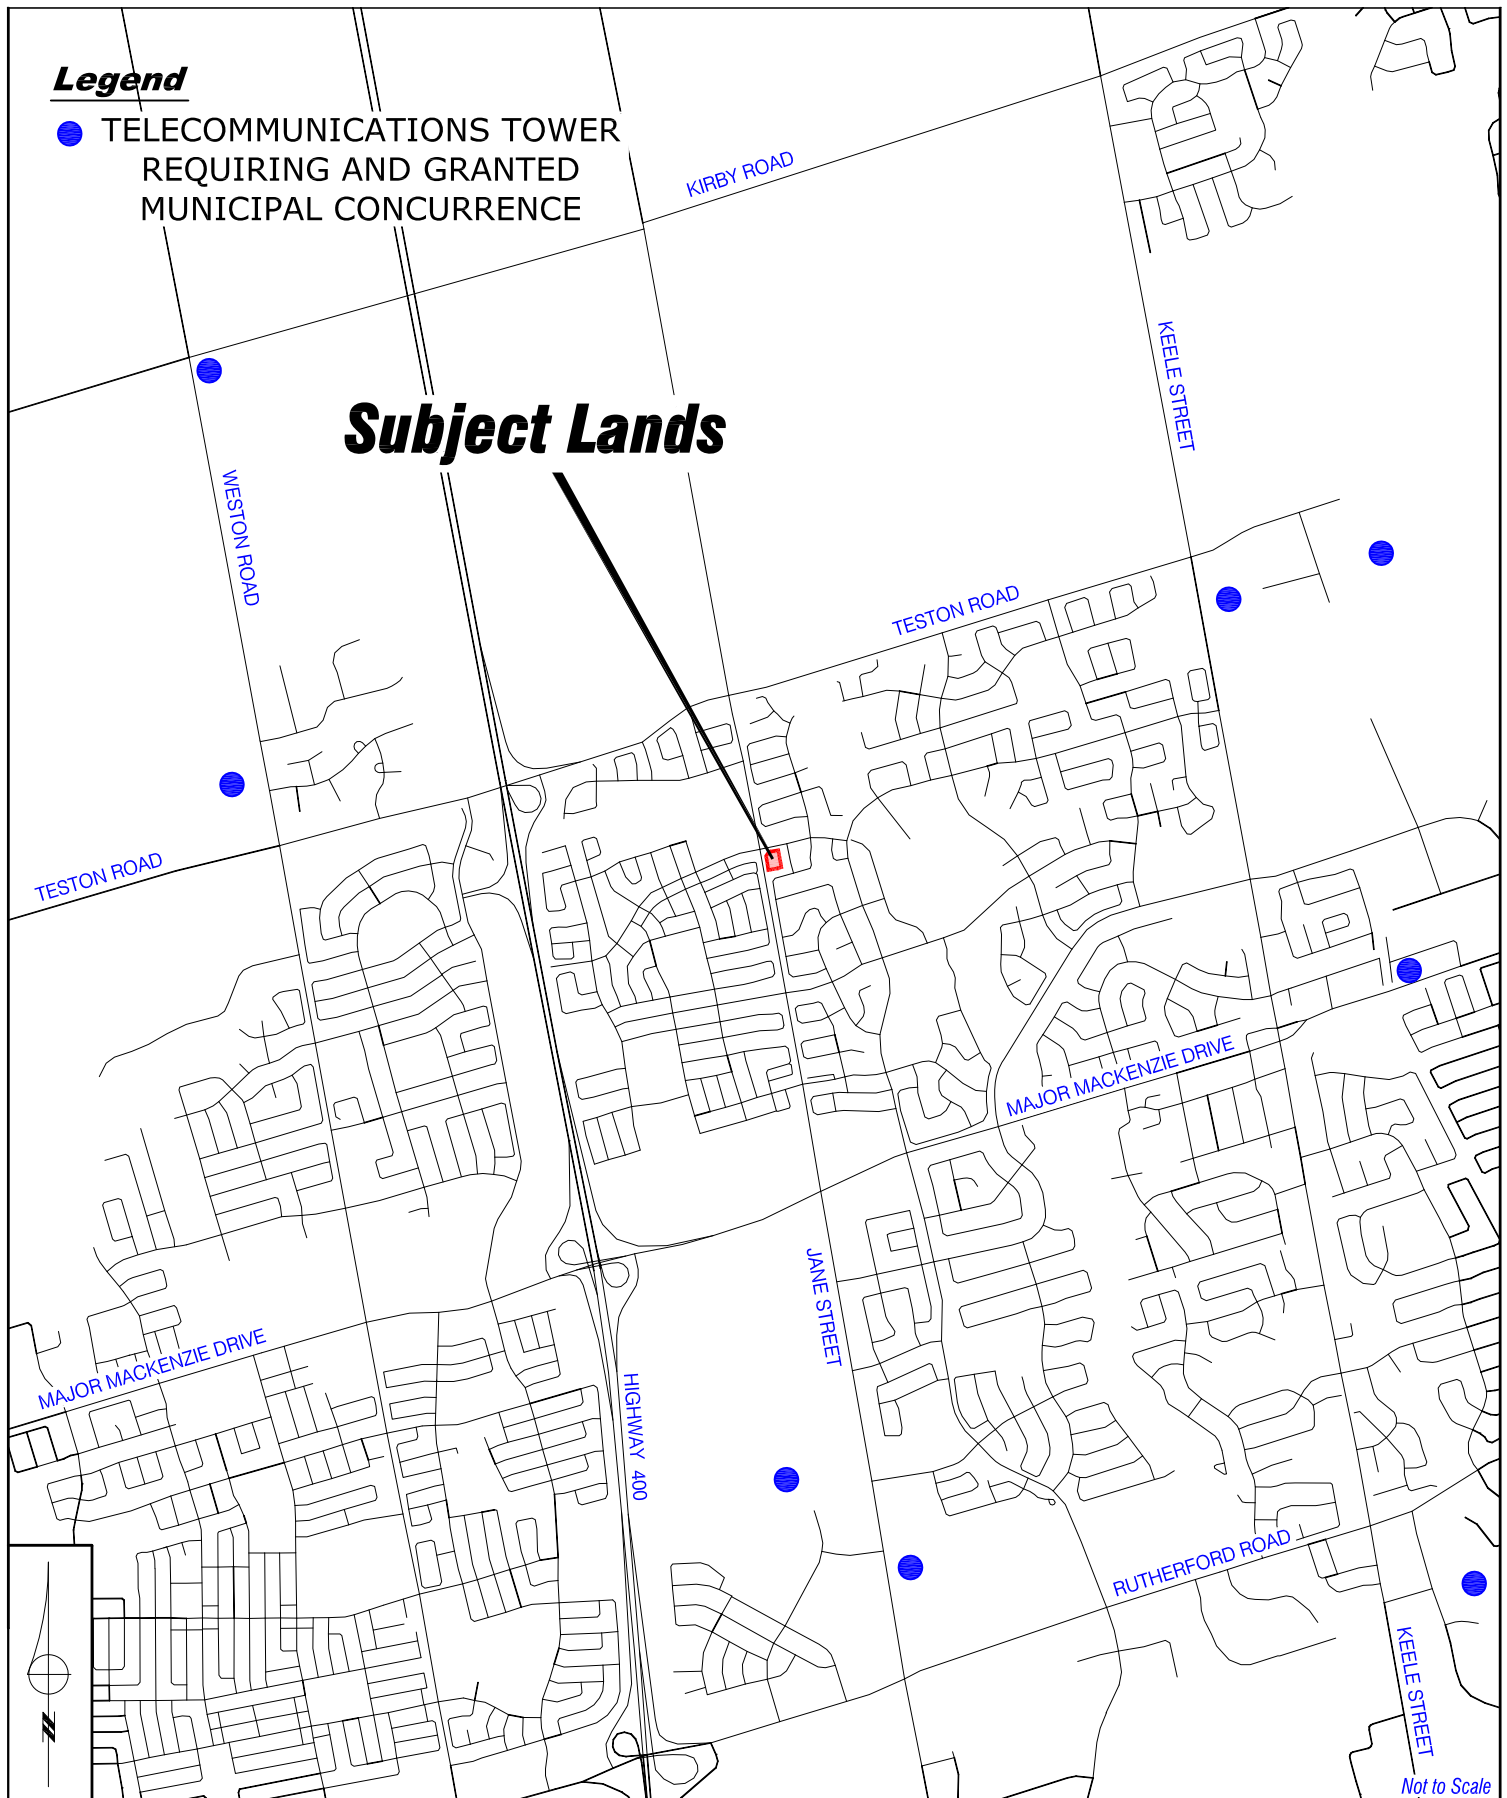 Legend
TELECOMMUNICATIONS TOWER
REQUIRING AND GRANTED
MUNICIPAL CONCURRENCE
KIRBY ROAD
KEELE STREET
Subject Lands
WESTON ROAD
TESTON ROAD
TESTON ROAD
MAJOR MACKENZIE DRIVE
JANE STREET
MAJOR MACKENZIE DRIVE
HIGHWAY 400
RUTHERFORD ROAD
KEELE STREET
N
Not to Scale